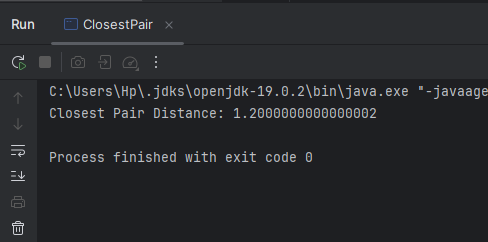 Run
ClosestPair
C:\Users\Hp\.jdks\openjdk-19.0.2\bin\java.exe "-javaage
Closest Pair Distance: 1.2000000000000002
Process finished with exit code 0